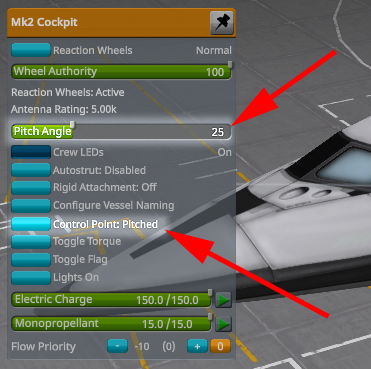 Mk2 Cockpit
Reaction Wheels Normal
Wheel Authority 100
Reaction Wheels: Active
Antenna Rating: 5.00k
Pitch Angle 25
Crew LEDs On
Autostrut: Disabled
Rigid Attachment: Off
Configure Vessel Naming
Control Point: Pitched
Toggle Torque
Toggle Flag
Lights On
Electric Charge 150.0 /150.0
Monopropellant 15.0 /15.0
Flow Priority - -10 (0) + 0